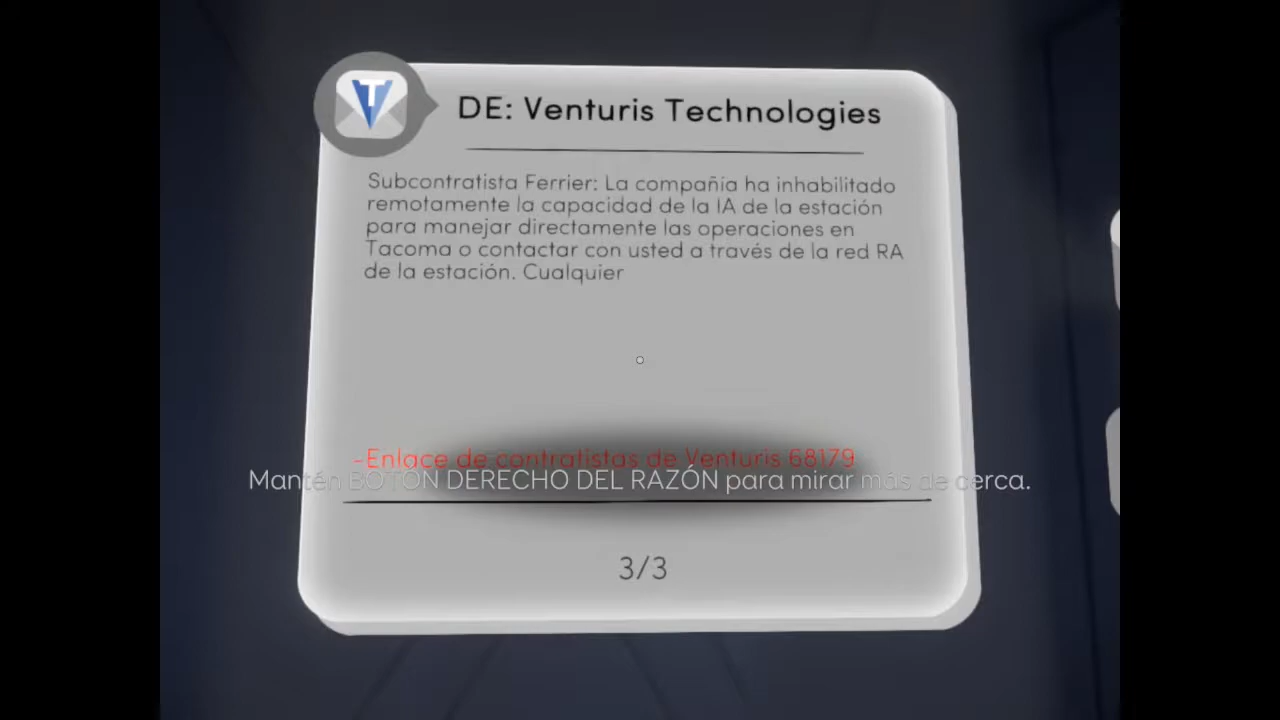 T
DE: Venturis Technologies
Subcontratista Ferrier: La compañia ha inhabilitado
remotamente la capacidad de la IA de la estación
para manejar directamente las operaciones en
Tacoma o contactar con usted a través de la red RA
de la estación. Cualquier
-Enlace de contratistas de Venturis 68179
Mantén BOTÓN DERECHO DEL RAZÓN para mirar más de cerca.
3/3